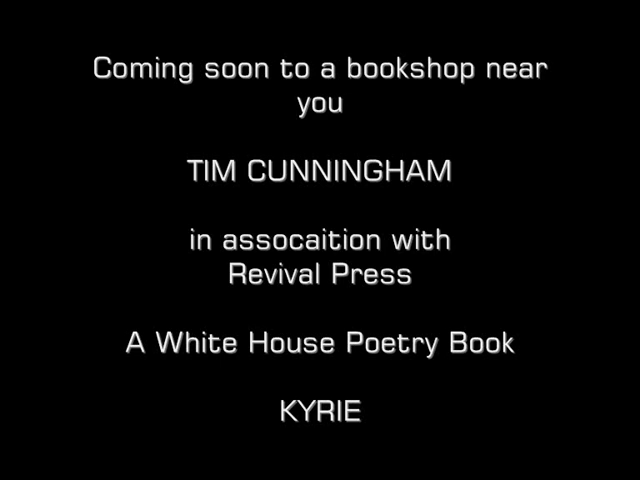 Coming soon to a bookshop near
you
TIM CUNNINGHAM
in assocaition with
Revival Press
A White House Poetry Book
KYRIE